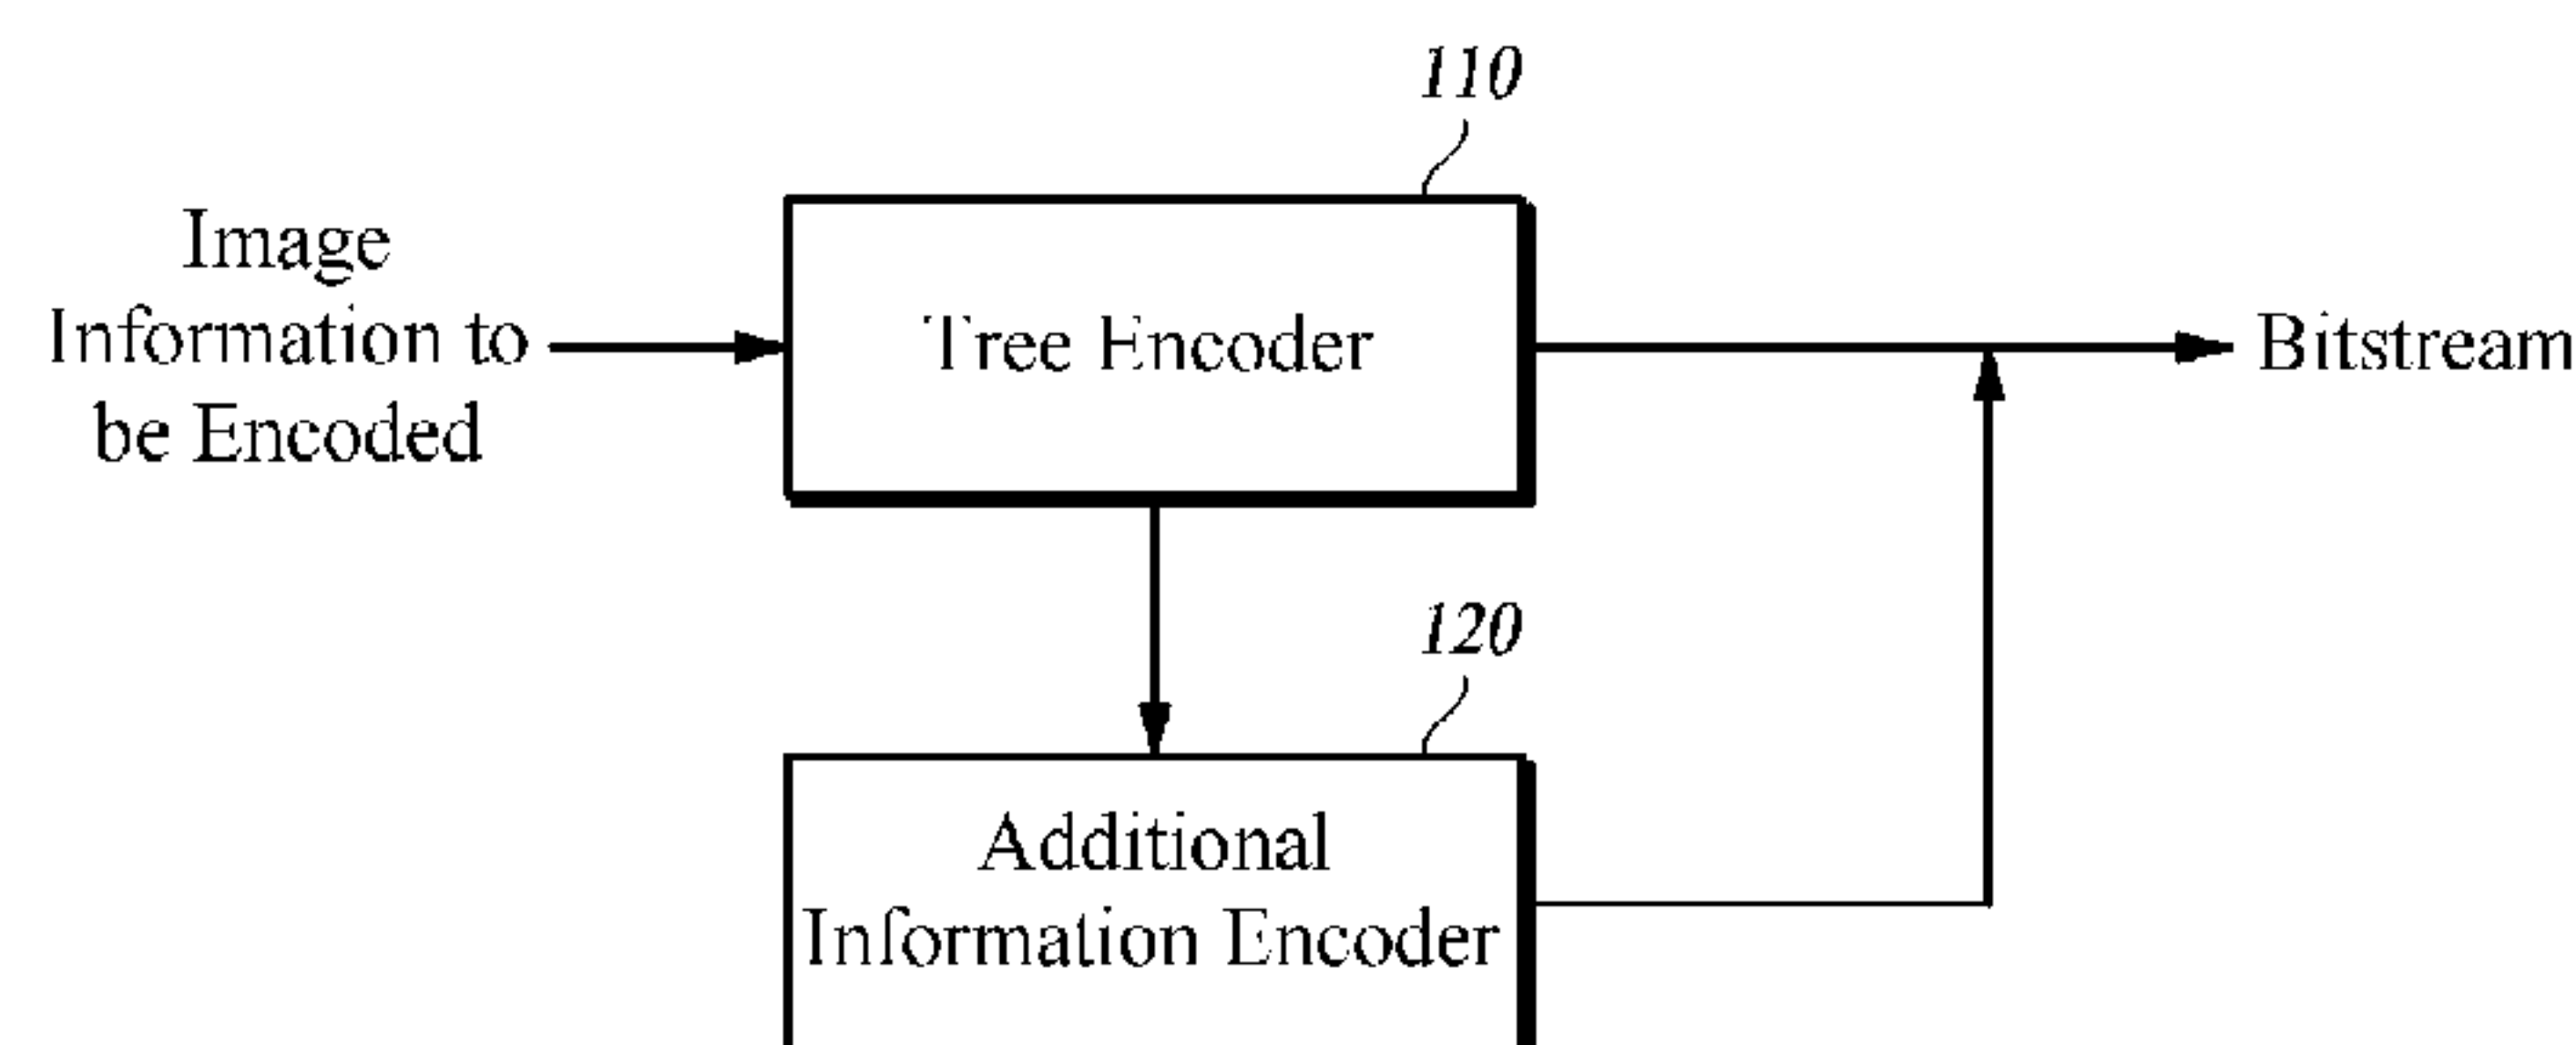 110
Image
Information to
be Encoded
Tree Encoder
Bitstream
120
Additional
Information Encoder